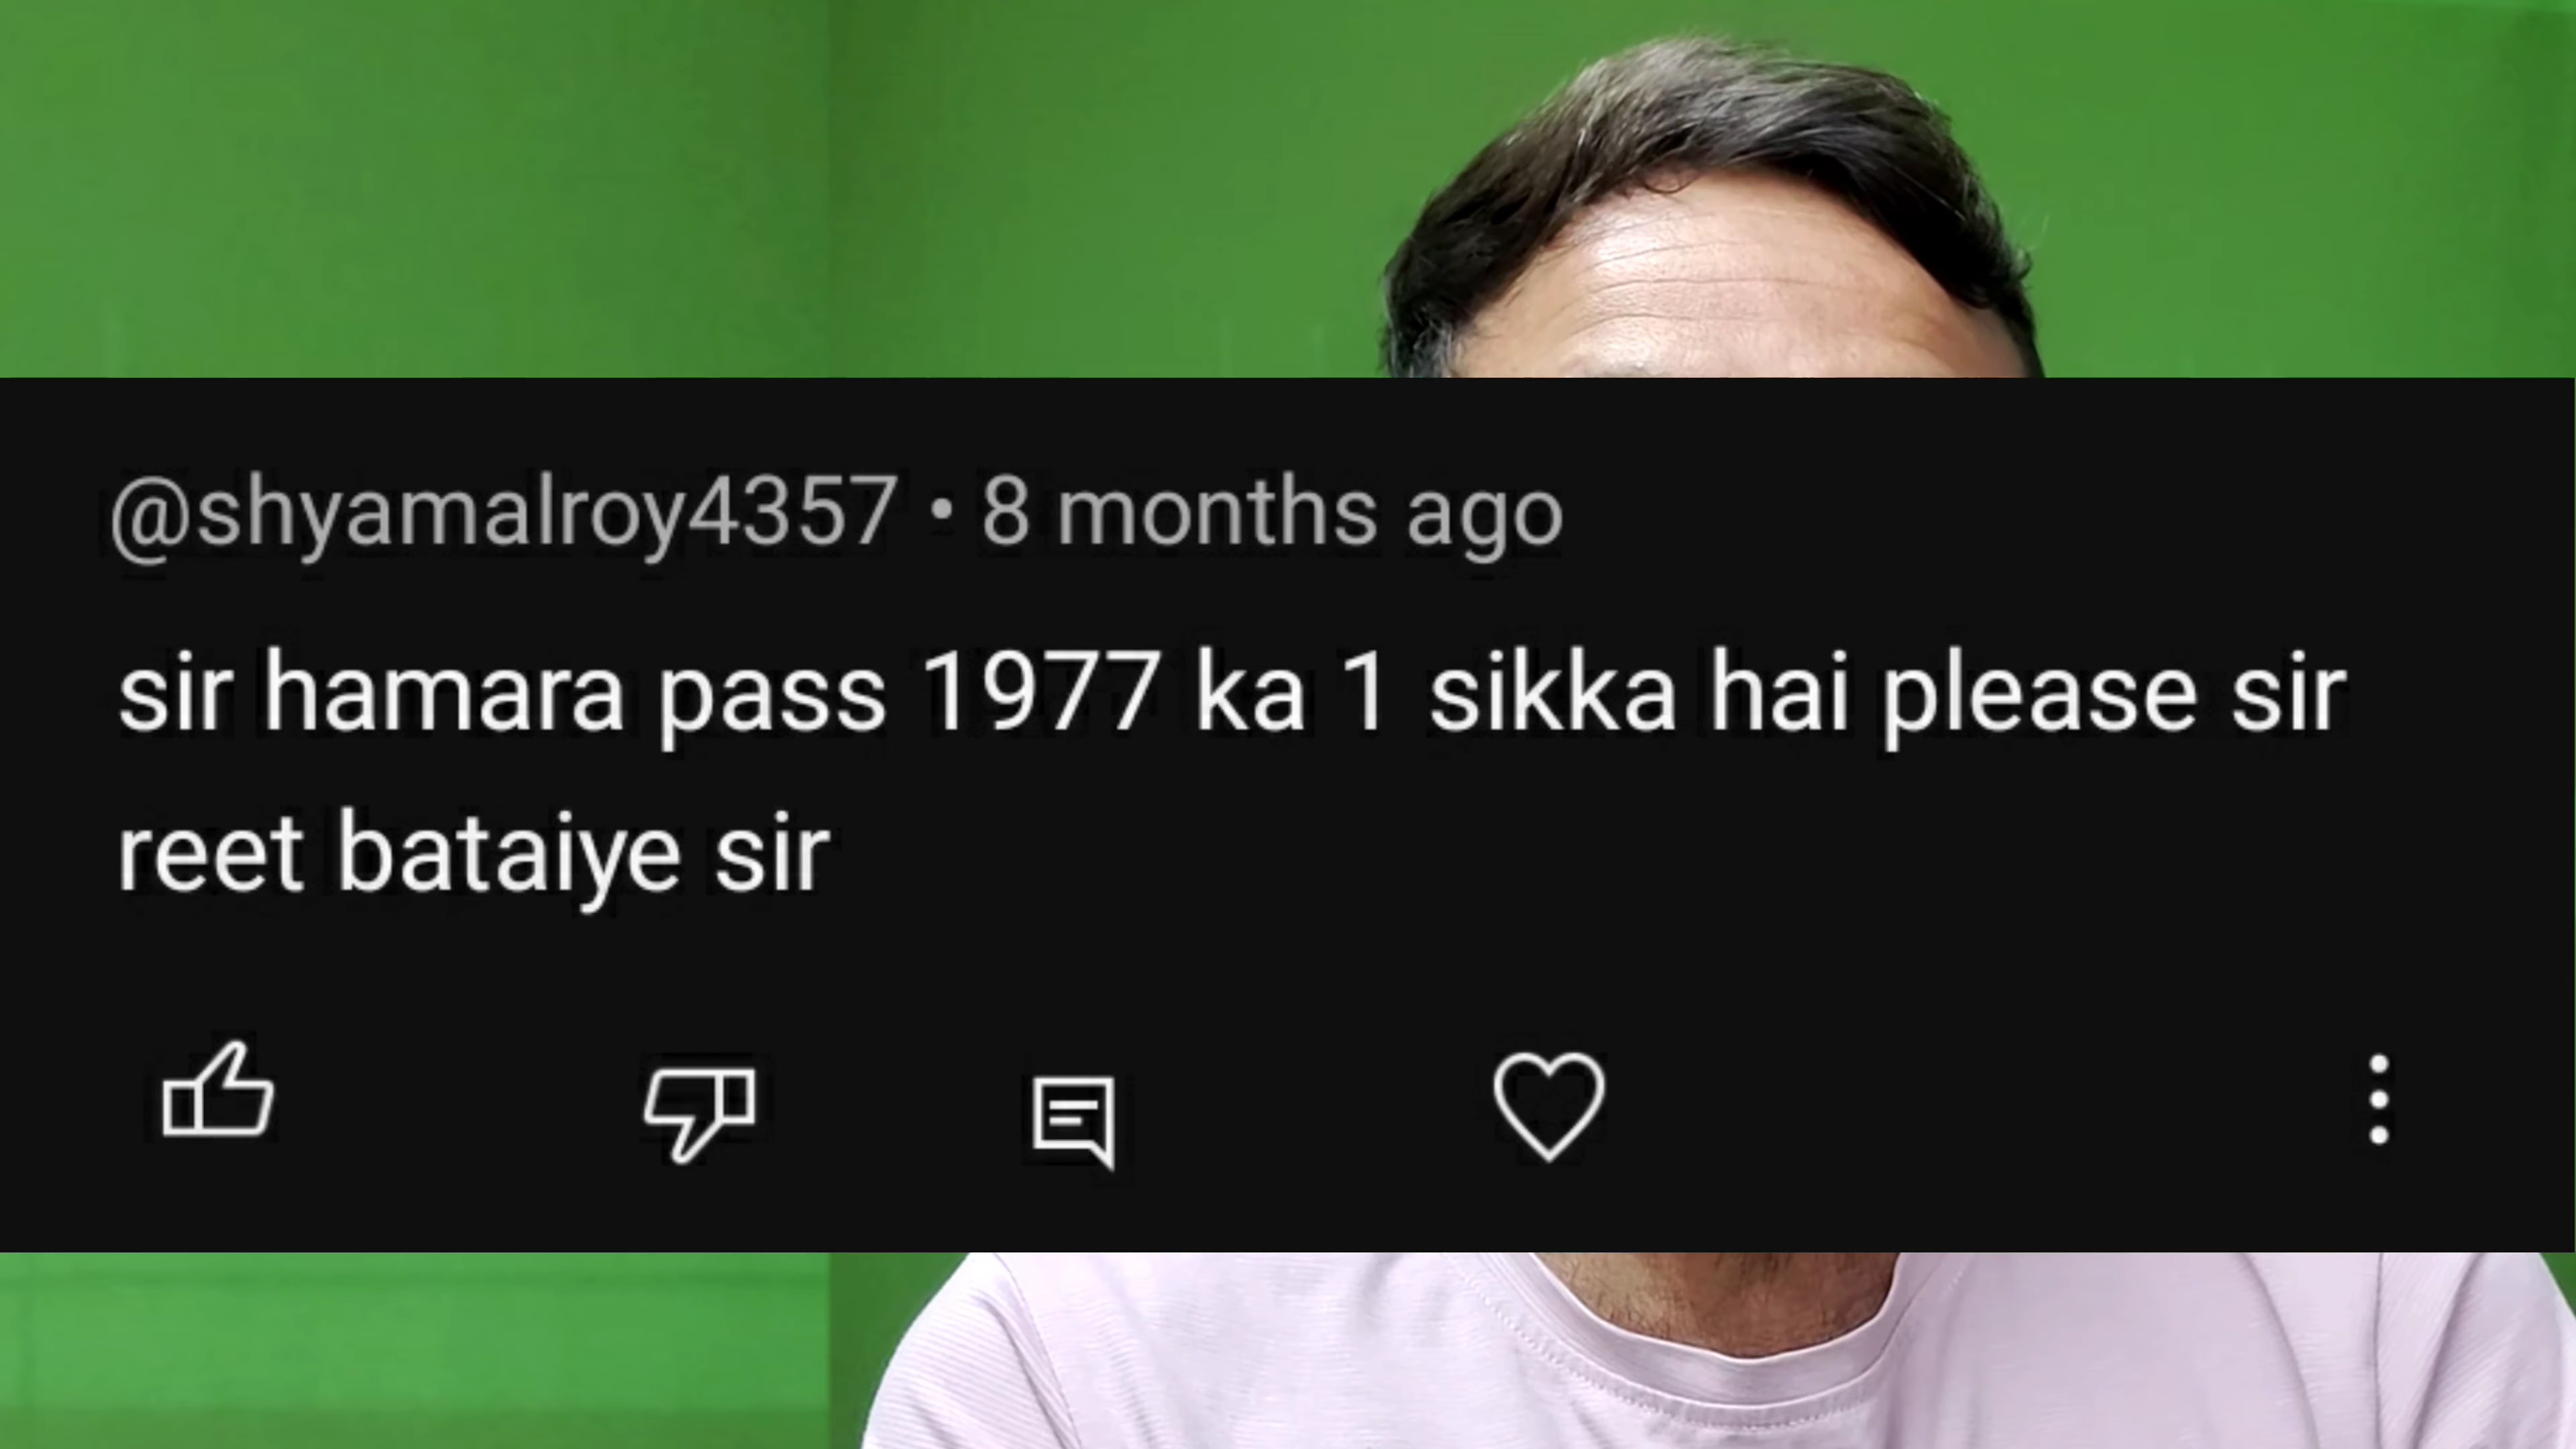 @shyamalroy4357 • 8 months ago
sir hamara pass 1977 ka 1 sikka hai please sir
reet bataiye sir